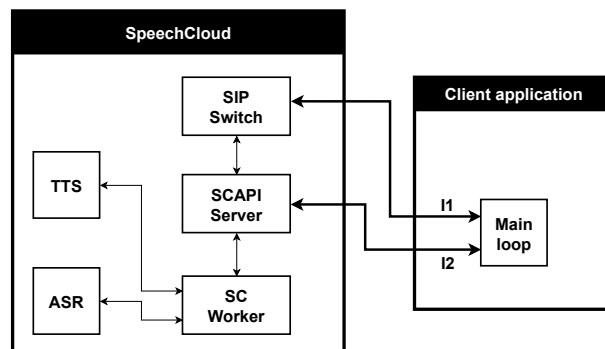 SpeechCloud
SIP
Switch
Client application
TTS
SCAPI
Server
I1
Main
loop
I2
ASR
SC
Worker